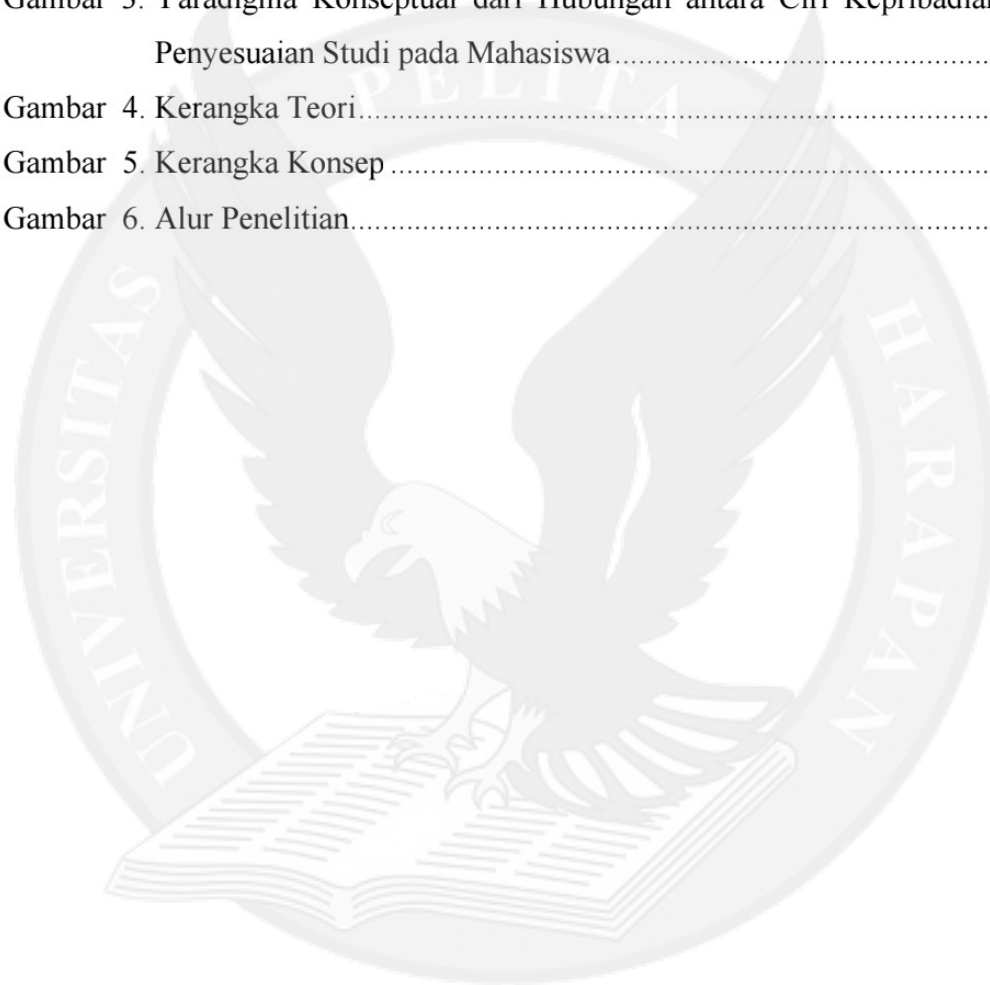 Gambar 3. Paradigma Konseptual dari Hubungan antara Ciri Kepribadian
Penyesuaian Studi pada Mahasiswa........................................
Gambar 4. Kerangka Teori........................................
Gambar 5. Kerangka Konsep ........................................
Gambar 6. Alur Penelitian........................................
UNIVERSITAS PELITA HARAPAN